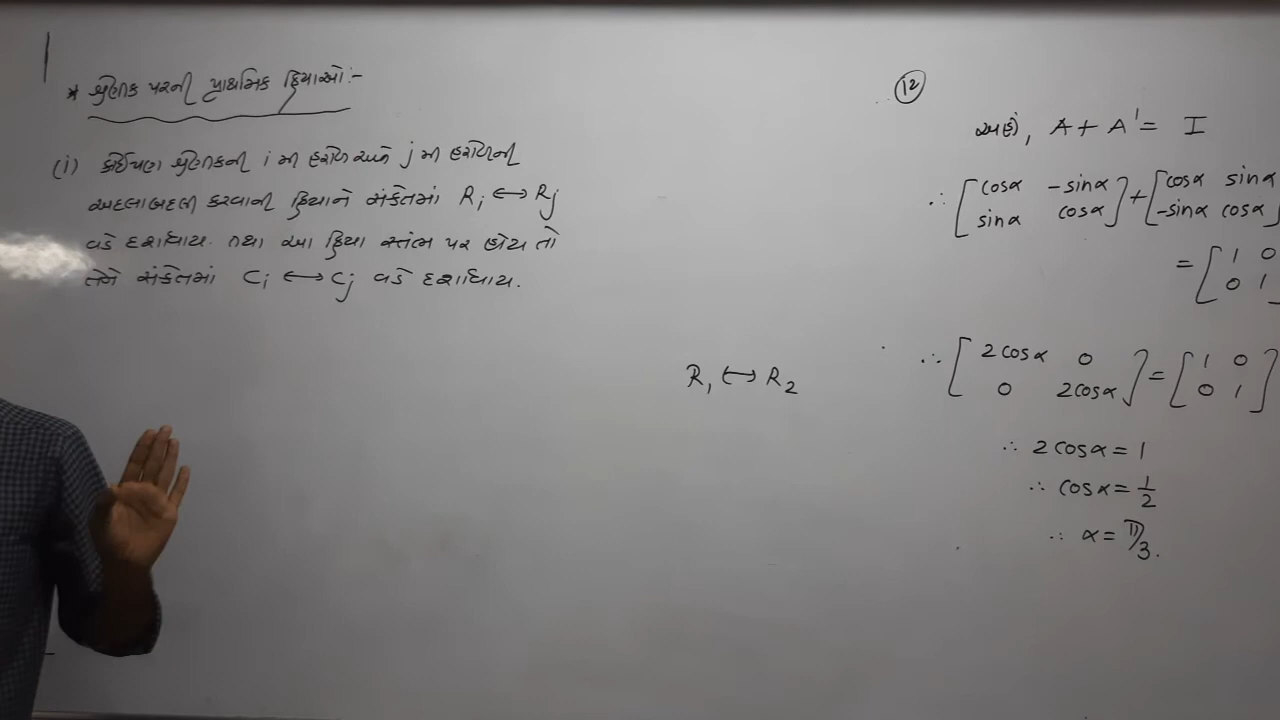 * શ્રેણિક પરની પ્રાથમિક ક્રિયાઓ :-
(i) કોઈપણ શ્રેણિકની i મી હરોળ અને j મી હરોળની
અદલાબદલી કરવાની ક્રિયાને સંકેતમાં Ri ↔ Rj
વડે દર્શાવાય. તથા આ ક્રિયા સ્તંભ પર હોય તો
તેને સંકેતમાં Ci ↔ Cj વડે દર્શાવાય.
R₁ ↔ R₂
(12)
અહીં, A + A' = I
∴ [cosα -sinα; sinα cosα] + [cosα sinα; -sinα cosα]
= [1 0; 0 1
∴ [2cosα 0; 0 2cosα] = [1 0; 0 1]
∴ 2cosα = 1
∴ cosα = 1/2
∴ α = π/3.